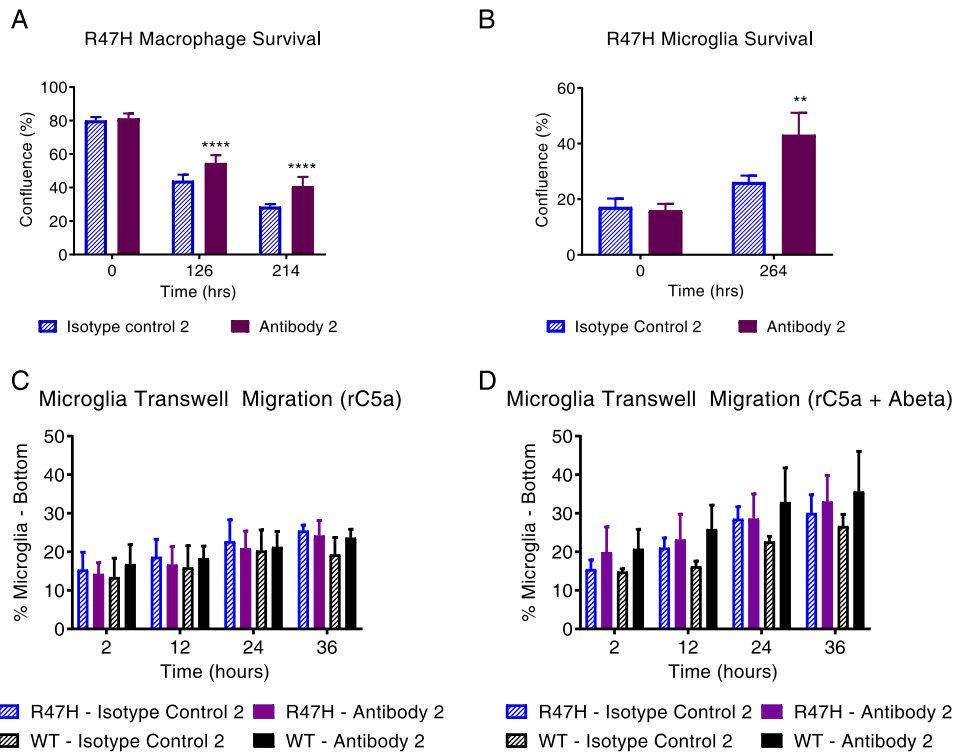 A
R47H Macrophage Survival
Confluence (%)
100
80
60
40
20
0
****
****
0 126 214
Time (hrs)
Isotype control 2 Antibody 2
B
R47H Microglia Survival
Confluence (%)
60
40
20
0
**
0 264
Time (hrs)
Isotype Control 2 Antibody 2
C
Microglia Transwell Migration (rC5a)
% Microglia - Bottom
50
40
30
20
10
0
2 12 24 36
Time (hours)
R47H - Isotype Control 2 R47H - Antibody 2
WT - Isotype Control 2 WT - Antibody 2
D
Microglia Transwell Migration (rC5a + Abeta)
% Microglia - Bottom
50
40
30
20
10
0
2 12 24 36
Time (hours)
R47H - Isotype Control 2 R47H - Antibody 2
WT - Isotype Control 2 WT - Antibody 2